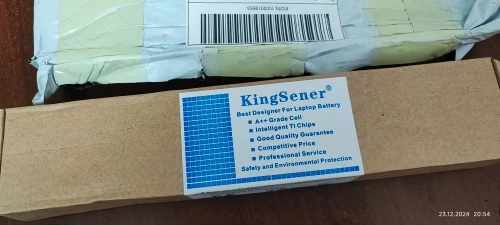 KingSener®
Best Designer For Laptop Battery
A++ Grade Cell
Intelligent TI Chips
Good Quality Guarantee
Competitive Price
Professional Service
Safety and Environmental Protection
23.12.2024 20:54